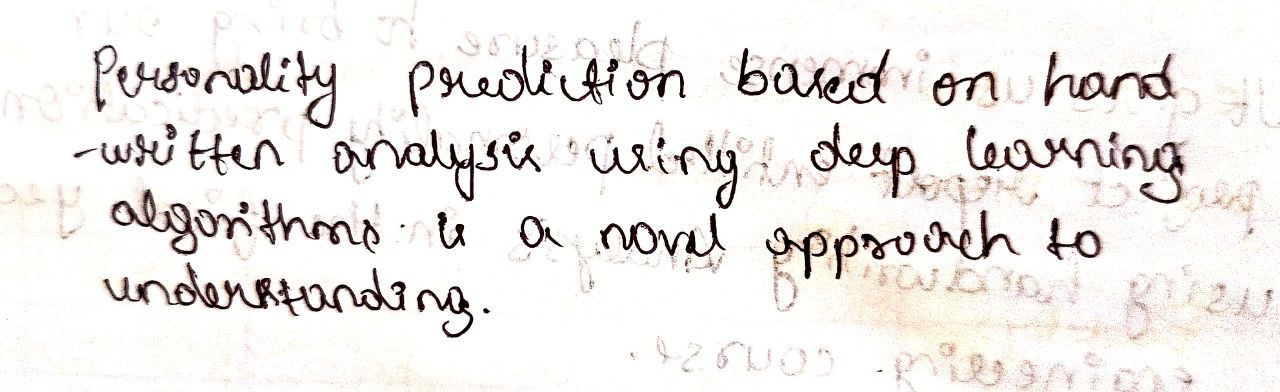 Personality prediction based on hand
-written analysis using deep learning
algorithms is a novel approach to
understanding.